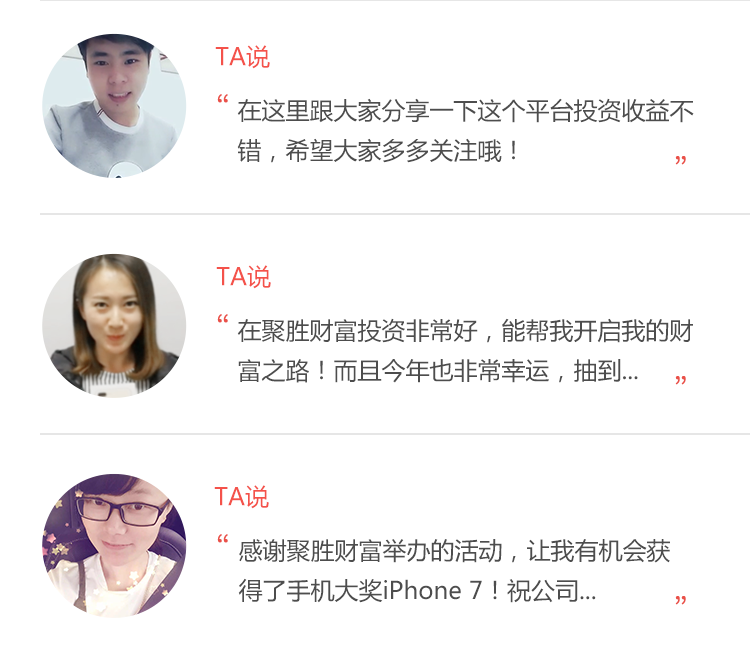 TA说
“ 在这里跟大家分享一下这个平台投资收益不
错，希望大家多多关注哦！ ”
TA说
“ 在聚胜财富投资非常好，能帮我开启我的财
富之路！而且今年也非常幸运，抽到... ”
TA说
“ 感谢聚胜财富举办的活动，让我有机会获
得了手机大奖iPhone 7！祝公司... ”